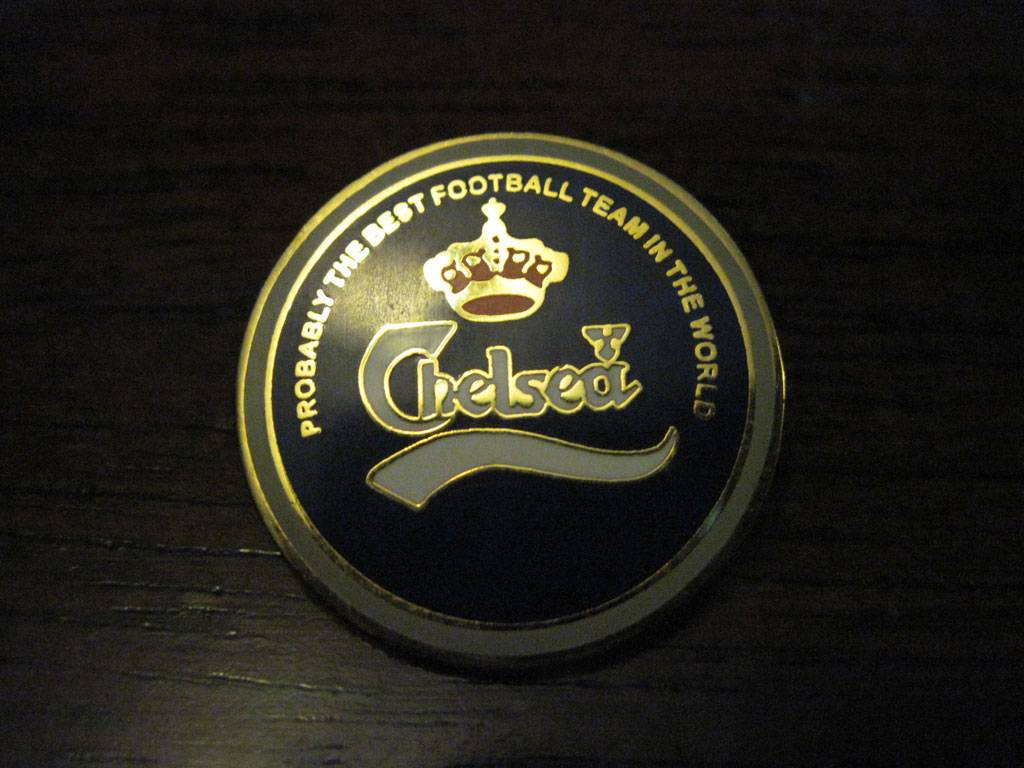 PROBABLY THE BEST FOOTBALL TEAM IN THE WORLD
Chelsea